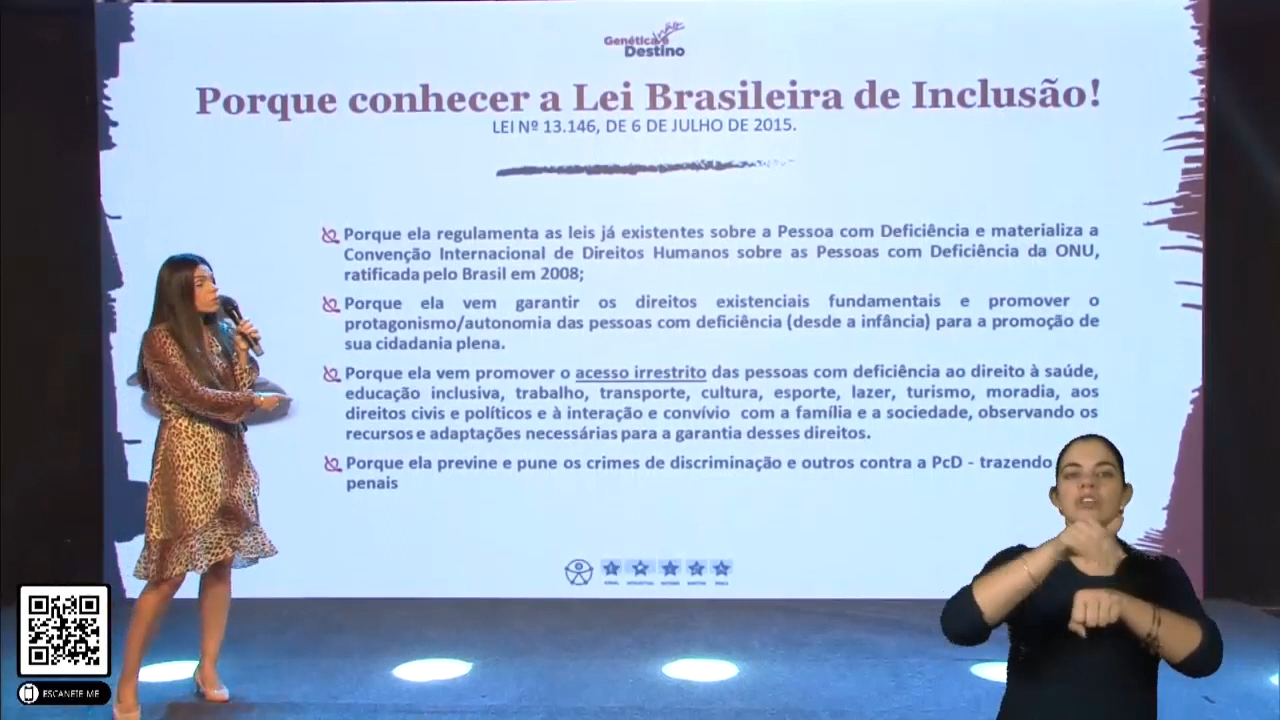 Genética e
Destino
Porque conhecer a Lei Brasileira de Inclusão!
LEI Nº 13.146, DE 6 DE JULHO DE 2015.
Porque ela regulamenta as leis já existentes sobre a Pessoa com Deficiência e materializa a
Convenção Internacional de Direitos Humanos sobre as Pessoas com Deficiência da ONU,
ratificada pelo Brasil em 2008;
Porque ela vem garantir os direitos existenciais fundamentais e promover o
protagonismo/autonomia das pessoas com deficiência (desde a infância) para a promoção de
sua cidadania plena.
Porque ela vem promover o acesso irrestrito das pessoas com deficiência ao direito à saúde,
educação inclusiva, trabalho, transporte, cultura, esporte, lazer, turismo, moradia, aos
direitos civis e políticos e à interação e convívio com a família e a sociedade, observando os
recursos e adaptações necessárias para a garantia desses direitos.
Porque ela previne e pune os crimes de discriminação e outros contra a PcD - trazendo
penais
ESCANEIE ME